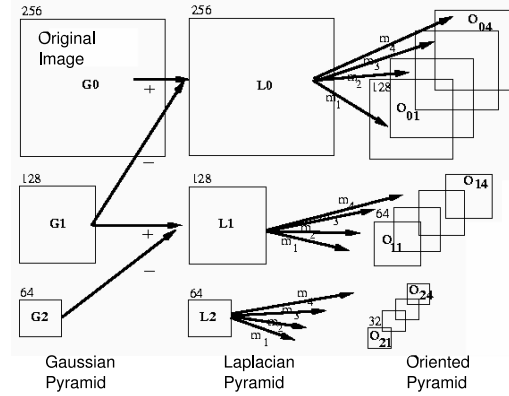 256
Original
Image
G0
+
−
256
L0
m4
m3
m2
m1
O04
128
O01
128
G1
+
−
128
L1
m4
3
m2
m1
O14
64
O11
64
G2
64
L2
m4
m3
m2
m1
O24
32
O21
Gaussian
Pyramid
Laplacian
Pyramid
Oriented
Pyramid